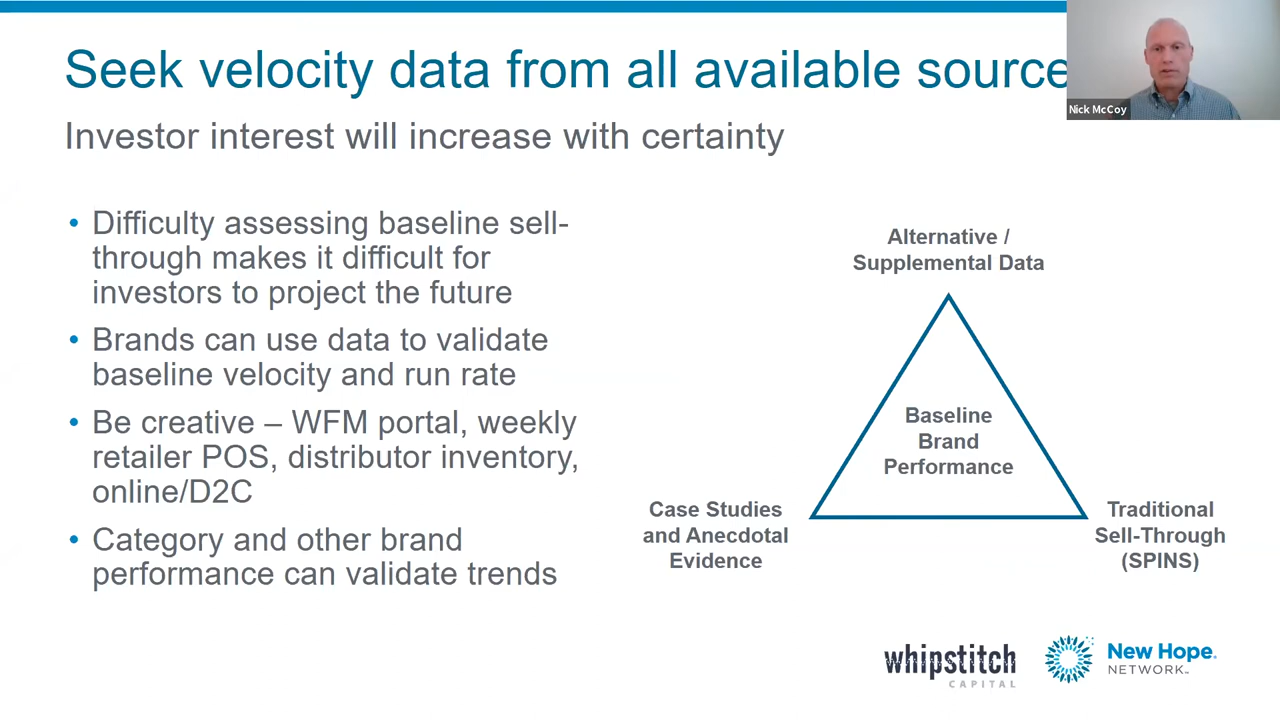 Seek velocity data from all available source
Investor interest will increase with certainty
Nick McCoy
• Difficulty assessing baseline sell-
through makes it difficult for
investors to project the future
• Brands can use data to validate
baseline velocity and run rate
• Be creative – WFM portal, weekly
retailer POS, distributor inventory,
online/D2C
• Category and other brand
performance can validate trends
Alternative /
Supplemental Data
Baseline
Brand
Performance
Case Studies
and Anecdotal
Evidence
Traditional
Sell-Through
(SPINS)
whipstitch
CAPITAL
New Hope.
NETWORK™